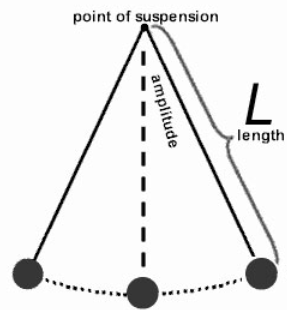 point of suspension
amplitude
L
length